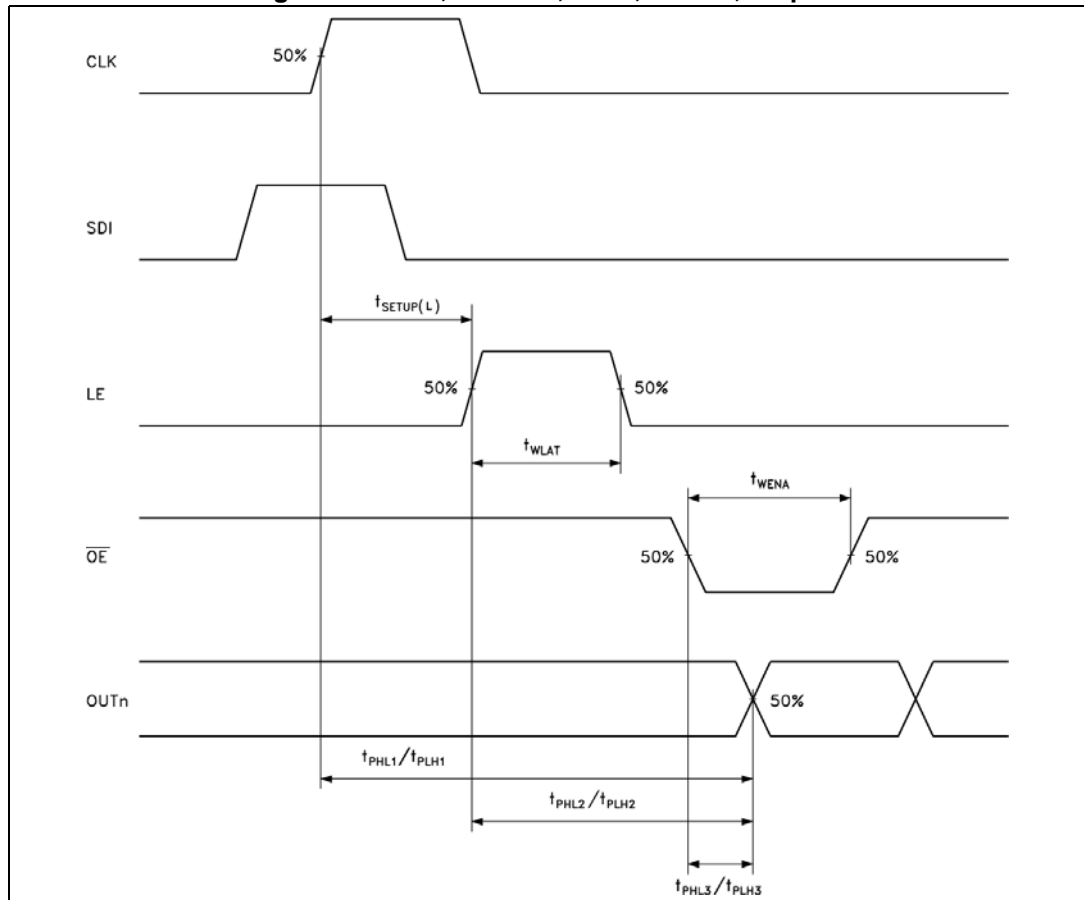 CLK
50%
SDI
tSETUP(L)
LE
50%
50%
tWLAT
tWENA
OE
50%
50%
OUTn
50%
tPHL1/tPLH1
tPHL2/tPLH2
tPHL3/tPLH3